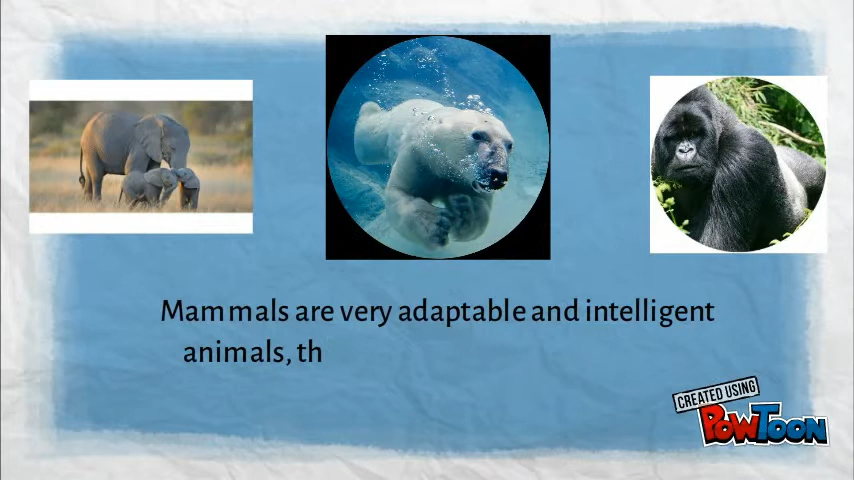 Mammals are very adaptable and intelligent
animals, th
CREATED USING
POWTOON